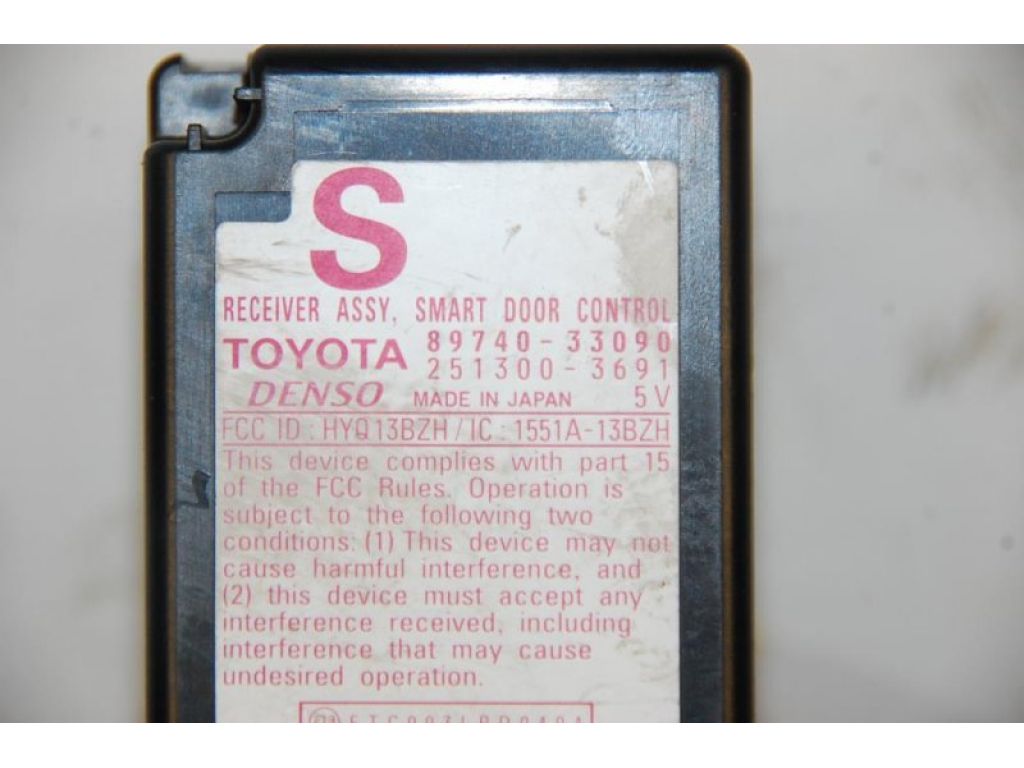 S
RECEIVER ASSY, SMART DOOR CONTROL
TOYOTA 89740-33090
251300-3691
DENSO MADE IN JAPAN 5V
FCC ID : HYQ13BZH / IC : 1551A-13BZH
This device complies with part 15
of the FCC Rules. Operation is
subject to the following two
conditions: (1) This device may not
cause harmful interference, and
(2) this device must accept any
interference received, including
interference that may cause
undesired operation.